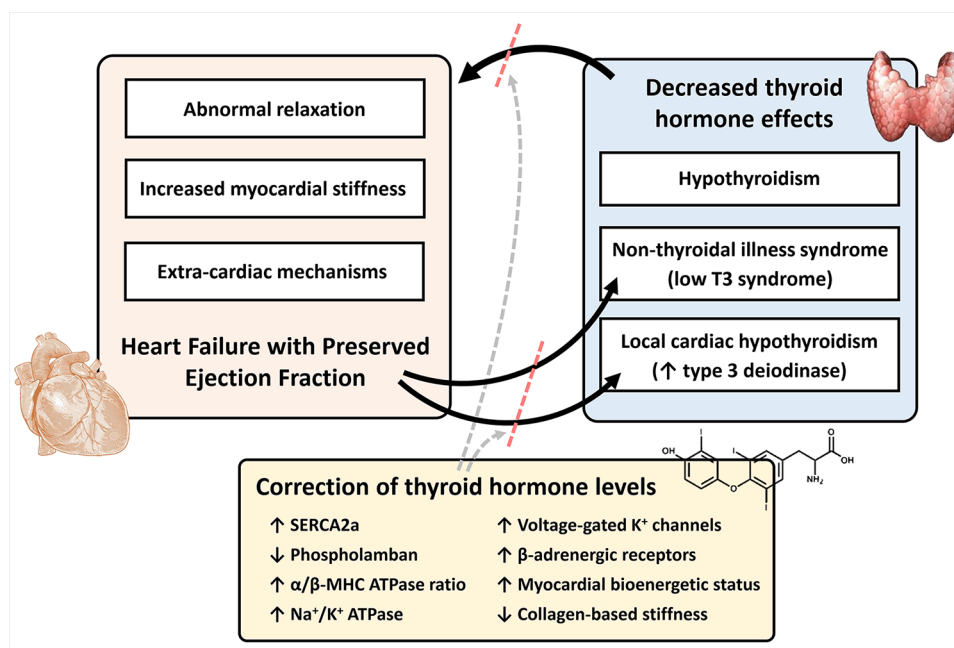 Abnormal relaxation
Increased myocardial stiffness
Extra-cardiac mechanisms
Heart Failure with Preserved
Ejection Fraction
Decreased thyroid
hormone effects
Hypothyroidism
Non-thyroidal illness syndrome
(low T3 syndrome)
Local cardiac hypothyroidism
(↑ type 3 deiodinase)
I
OH
I
O
I
O
OH
NH₂
Correction of thyroid hormone levels
↑ SERCA2a
↓ Phospholamban
↑ α/β-MHC ATPase ratio
↑ Na⁺/K⁺ ATPase
↑ Voltage-gated K⁺ channels
↑ β-adrenergic receptors
↑ Myocardial bioenergetic status
↓ Collagen-based stiffness